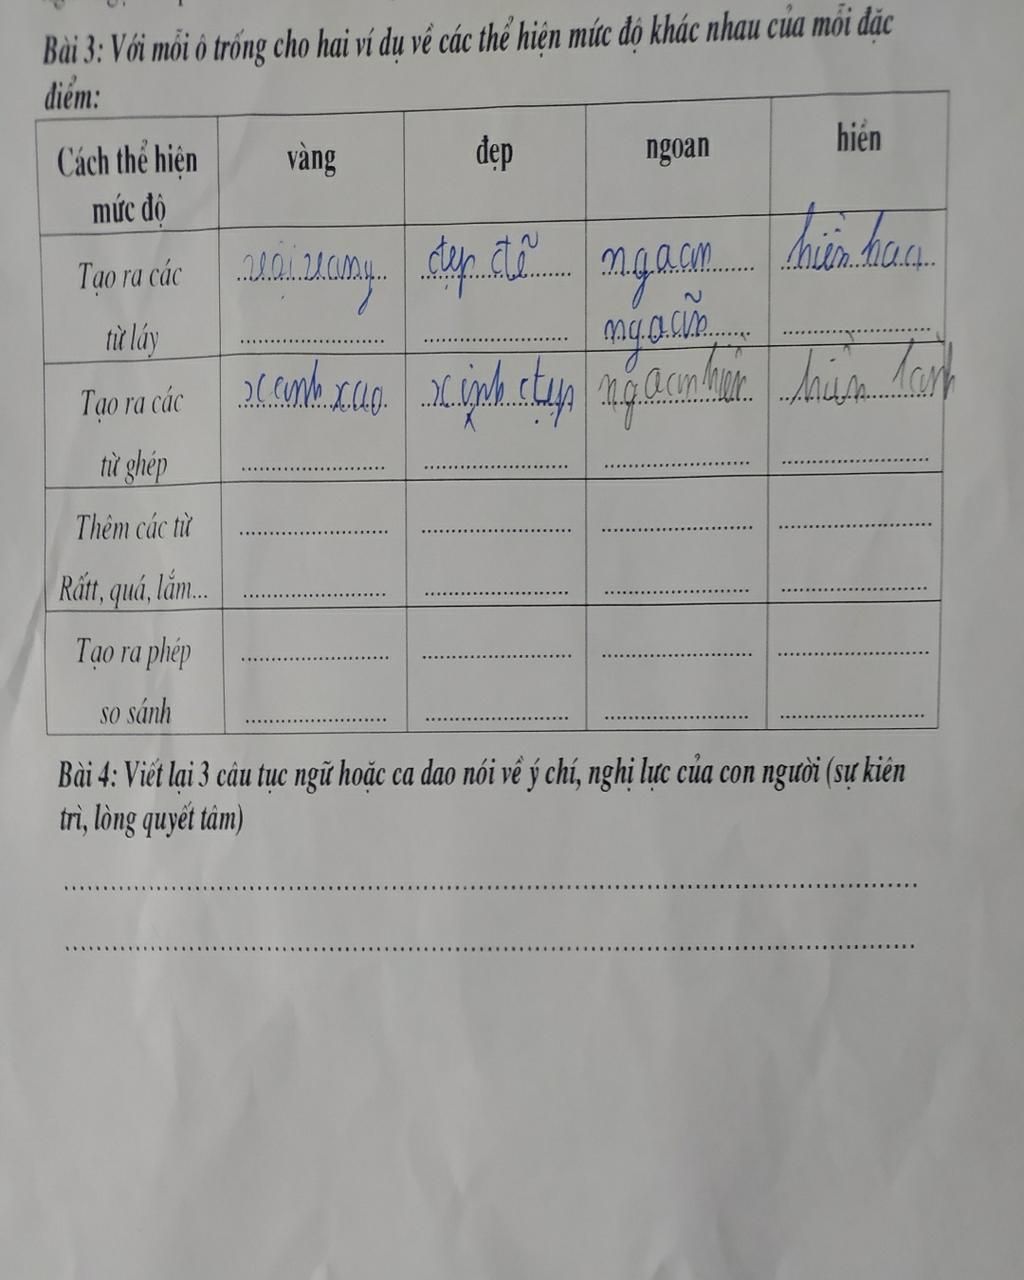 Bài 3: Với mỗi ô trống cho hai ví dụ về các thể hiện mức độ khác nhau của mỗi đặc
điểm:
Cách thể hiện mức độ vàng đẹp ngoan hiền
Tạo ra các từ láy đẹp đẽ ngoan ngoãn hiền
Tạo ra các từ ghép xanh xao xinh đẹp ngoan hiền hiền lành
Thêm các từ
Rấtt, quá, lắm...
Tạo ra phép
so sánh
Bài 4: Viết lại 3 câu tục ngữ hoặc ca dao nói về ý chí, nghị lực của con người (sự kiên
trì, lòng quyết tâm)